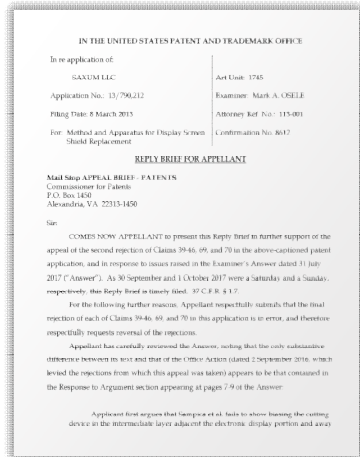 IN THE UNITED STATES PATENT AND TRADEMARK OFFICE
In re application of:
SAXUM LLC
Art Unit: 1745
Application No.: 13/790,212
Examiner: Mark A. OSELE
Filing Date: 8 March 2013
Attorney Ref. No.: 115-001
For: Method and Apparatus for Display Screen
Shield Replacement
Confirmation No. 8617
REPLY BRIEF FOR APPELLANT
Mail Stop APPEAL BRIEF - PATENTS
Commissioner for Patents
P.O. Box 1450
Alexandria, VA 22313-1450
Sir:
COMES NOW APPELLANT to present this Reply Brief to further support of the
appeal of the second rejection of Claims 39-46, 69, and 70 in the above-captioned patent
application, and in response to issues raised in the Examiner's Answer dated 31 July
2017 ("Answer"). As 30 September and 1 October 2017 were a Saturday and a Sunday,
respectively, this Reply Brief is timely filed. 37 C.F.R. § 1.7.
For the following further reasons, Appellant respectfully submits that the final
rejection of each of Claims 39-46, 69, and 70 in this application is in error, and therefore
respectfully requests reversal of the rejections.
Appellant has carefully reviewed the Answer, noting that the only substantive
difference between its text and that of the Office Action (dated 2 September 2016, which
levied the rejections from which this appeal was taken) appears to be that contained in
the Response to Argument section appearing at pages 7-9 of the Answer:
Applicant first argues that Sampica et al. fails to show biasing the cutting
device in the intermediate layer adjacent the electronic display portion and away